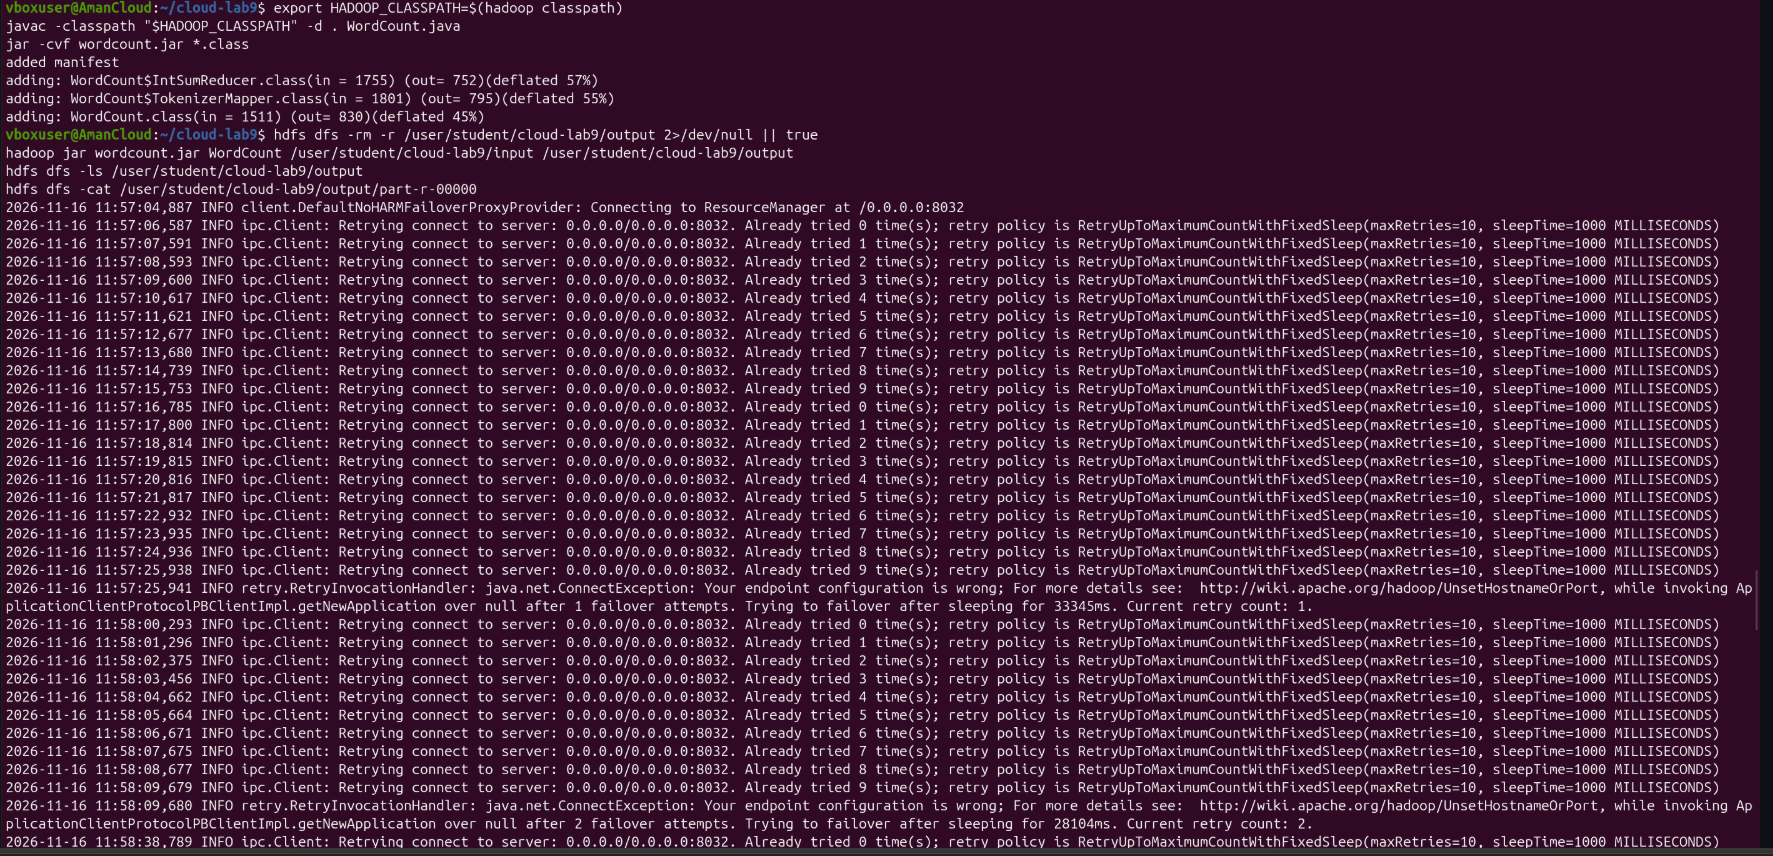 vboxuser@AmanCloud:~/cloud-lab9$ export HADOOP_CLASSPATH=$(hadoop classpath)
javac -classpath "$HADOOP_CLASSPATH" -d . WordCount.java
jar -cvf wordcount.jar *.class
added manifest
adding: WordCount$IntSumReducer.class(in = 1755) (out= 752)(deflated 57%)
adding: WordCount$TokenizerMapper.class(in = 1801) (out= 795)(deflated 55%)
adding: WordCount.class(in = 1511) (out= 830)(deflated 45%)
vboxuser@AmanCloud:~/cloud-lab9$ hdfs dfs -rm -r /user/student/cloud-lab9/output 2>/dev/null || true
hadoop jar wordcount.jar WordCount /user/student/cloud-lab9/input /user/student/cloud-lab9/output
hdfs dfs -ls /user/student/cloud-lab9/output
hdfs dfs -cat /user/student/cloud-lab9/output/part-r-00000
2026-11-16 11:57:04,887 INFO client.DefaultNoHARMFailoverProxyProvider: Connecting to ResourceManager at /0.0.0.0:8032
2026-11-16 11:57:06,587 INFO ipc.Client: Retrying connect to server: 0.0.0.0/0.0.0.0:8032. Already tried 0 time(s); retry policy is RetryUpToMaximumCountWithFixedSleep(maxRetries=10, sleepTime=1000 MILLISECONDS)
2026-11-16 11:57:07,591 INFO ipc.Client: Retrying connect to server: 0.0.0.0/0.0.0.0:8032. Already tried 1 time(s); retry policy is RetryUpToMaximumCountWithFixedSleep(maxRetries=10, sleepTime=1000 MILLISECONDS)
2026-11-16 11:57:08,593 INFO ipc.Client: Retrying connect to server: 0.0.0.0/0.0.0.0:8032. Already tried 2 time(s); retry policy is RetryUpToMaximumCountWithFixedSleep(maxRetries=10, sleepTime=1000 MILLISECONDS)
2026-11-16 11:57:09,600 INFO ipc.Client: Retrying connect to server: 0.0.0.0/0.0.0.0:8032. Already tried 3 time(s); retry policy is RetryUpToMaximumCountWithFixedSleep(maxRetries=10, sleepTime=1000 MILLISECONDS)
2026-11-16 11:57:10,617 INFO ipc.Client: Retrying connect to server: 0.0.0.0/0.0.0.0:8032. Already tried 4 time(s); retry policy is RetryUpToMaximumCountWithFixedSleep(maxRetries=10, sleepTime=1000 MILLISECONDS)
2026-11-16 11:57:11,621 INFO ipc.Client: Retrying connect to server: 0.0.0.0/0.0.0.0:8032. Already tried 5 time(s); retry policy is RetryUpToMaximumCountWithFixedSleep(maxRetries=10, sleepTime=1000 MILLISECONDS)
2026-11-16 11:57:12,677 INFO ipc.Client: Retrying connect to server: 0.0.0.0/0.0.0.0:8032. Already tried 6 time(s); retry policy is RetryUpToMaximumCountWithFixedSleep(maxRetries=10, sleepTime=1000 MILLISECONDS)
2026-11-16 11:57:13,680 INFO ipc.Client: Retrying connect to server: 0.0.0.0/0.0.0.0:8032. Already tried 7 time(s); retry policy is RetryUpToMaximumCountWithFixedSleep(maxRetries=10, sleepTime=1000 MILLISECONDS)
2026-11-16 11:57:14,739 INFO ipc.Client: Retrying connect to server: 0.0.0.0/0.0.0.0:8032. Already tried 8 time(s); retry policy is RetryUpToMaximumCountWithFixedSleep(maxRetries=10, sleepTime=1000 MILLISECONDS)
2026-11-16 11:57:15,753 INFO ipc.Client: Retrying connect to server: 0.0.0.0/0.0.0.0:8032. Already tried 9 time(s); retry policy is RetryUpToMaximumCountWithFixedSleep(maxRetries=10, sleepTime=1000 MILLISECONDS)
2026-11-16 11:57:16,785 INFO ipc.Client: Retrying connect to server: 0.0.0.0/0.0.0.0:8032. Already tried 0 time(s); retry policy is RetryUpToMaximumCountWithFixedSleep(maxRetries=10, sleepTime=1000 MILLISECONDS)
2026-11-16 11:57:17,800 INFO ipc.Client: Retrying connect to server: 0.0.0.0/0.0.0.0:8032. Already tried 1 time(s); retry policy is RetryUpToMaximumCountWithFixedSleep(maxRetries=10, sleepTime=1000 MILLISECONDS)
2026-11-16 11:57:18,814 INFO ipc.Client: Retrying connect to server: 0.0.0.0/0.0.0.0:8032. Already tried 2 time(s); retry policy is RetryUpToMaximumCountWithFixedSleep(maxRetries=10, sleepTime=1000 MILLISECONDS)
2026-11-16 11:57:19,815 INFO ipc.Client: Retrying connect to server: 0.0.0.0/0.0.0.0:8032. Already tried 3 time(s); retry policy is RetryUpToMaximumCountWithFixedSleep(maxRetries=10, sleepTime=1000 MILLISECONDS)
2026-11-16 11:57:20,816 INFO ipc.Client: Retrying connect to server: 0.0.0.0/0.0.0.0:8032. Already tried 4 time(s); retry policy is RetryUpToMaximumCountWithFixedSleep(maxRetries=10, sleepTime=1000 MILLISECONDS)
2026-11-16 11:57:21,817 INFO ipc.Client: Retrying connect to server: 0.0.0.0/0.0.0.0:8032. Already tried 5 time(s); retry policy is RetryUpToMaximumCountWithFixedSleep(maxRetries=10, sleepTime=1000 MILLISECONDS)
2026-11-16 11:57:22,932 INFO ipc.Client: Retrying connect to server: 0.0.0.0/0.0.0.0:8032. Already tried 6 time(s); retry policy is RetryUpToMaximumCountWithFixedSleep(maxRetries=10, sleepTime=1000 MILLISECONDS)
2026-11-16 11:57:23,935 INFO ipc.Client: Retrying connect to server: 0.0.0.0/0.0.0.0:8032. Already tried 7 time(s); retry policy is RetryUpToMaximumCountWithFixedSleep(maxRetries=10, sleepTime=1000 MILLISECONDS)
2026-11-16 11:57:24,936 INFO ipc.Client: Retrying connect to server: 0.0.0.0/0.0.0.0:8032. Already tried 8 time(s); retry policy is RetryUpToMaximumCountWithFixedSleep(maxRetries=10, sleepTime=1000 MILLISECONDS)
2026-11-16 11:57:25,938 INFO ipc.Client: Retrying connect to server: 0.0.0.0/0.0.0.0:8032. Already tried 9 time(s); retry policy is RetryUpToMaximumCountWithFixedSleep(maxRetries=10, sleepTime=1000 MILLISECONDS)
2026-11-16 11:57:25,941 INFO retry.RetryInvocationHandler: java.net.ConnectException: Your endpoint configuration is wrong; For more details see:  http://wiki.apache.org/hadoop/UnsetHostnameOrPort, while invoking Ap
plicationClientProtocolPBClientImpl.getNewApplication over null after 1 failover attempts. Trying to failover after sleeping for 33345ms. Current retry count: 1.
2026-11-16 11:58:00,293 INFO ipc.Client: Retrying connect to server: 0.0.0.0/0.0.0.0:8032. Already tried 0 time(s); retry policy is RetryUpToMaximumCountWithFixedSleep(maxRetries=10, sleepTime=1000 MILLISECONDS)
2026-11-16 11:58:01,296 INFO ipc.Client: Retrying connect to server: 0.0.0.0/0.0.0.0:8032. Already tried 1 time(s); retry policy is RetryUpToMaximumCountWithFixedSleep(maxRetries=10, sleepTime=1000 MILLISECONDS)
2026-11-16 11:58:02,375 INFO ipc.Client: Retrying connect to server: 0.0.0.0/0.0.0.0:8032. Already tried 2 time(s); retry policy is RetryUpToMaximumCountWithFixedSleep(maxRetries=10, sleepTime=1000 MILLISECONDS)
2026-11-16 11:58:03,456 INFO ipc.Client: Retrying connect to server: 0.0.0.0/0.0.0.0:8032. Already tried 3 time(s); retry policy is RetryUpToMaximumCountWithFixedSleep(maxRetries=10, sleepTime=1000 MILLISECONDS)
2026-11-16 11:58:04,662 INFO ipc.Client: Retrying connect to server: 0.0.0.0/0.0.0.0:8032. Already tried 4 time(s); retry policy is RetryUpToMaximumCountWithFixedSleep(maxRetries=10, sleepTime=1000 MILLISECONDS)
2026-11-16 11:58:05,664 INFO ipc.Client: Retrying connect to server: 0.0.0.0/0.0.0.0:8032. Already tried 5 time(s); retry policy is RetryUpToMaximumCountWithFixedSleep(maxRetries=10, sleepTime=1000 MILLISECONDS)
2026-11-16 11:58:06,671 INFO ipc.Client: Retrying connect to server: 0.0.0.0/0.0.0.0:8032. Already tried 6 time(s); retry policy is RetryUpToMaximumCountWithFixedSleep(maxRetries=10, sleepTime=1000 MILLISECONDS)
2026-11-16 11:58:07,675 INFO ipc.Client: Retrying connect to server: 0.0.0.0/0.0.0.0:8032. Already tried 7 time(s); retry policy is RetryUpToMaximumCountWithFixedSleep(maxRetries=10, sleepTime=1000 MILLISECONDS)
2026-11-16 11:58:08,677 INFO ipc.Client: Retrying connect to server: 0.0.0.0/0.0.0.0:8032. Already tried 8 time(s); retry policy is RetryUpToMaximumCountWithFixedSleep(maxRetries=10, sleepTime=1000 MILLISECONDS)
2026-11-16 11:58:09,679 INFO ipc.Client: Retrying connect to server: 0.0.0.0/0.0.0.0:8032. Already tried 9 time(s); retry policy is RetryUpToMaximumCountWithFixedSleep(maxRetries=10, sleepTime=1000 MILLISECONDS)
2026-11-16 11:58:09,680 INFO retry.RetryInvocationHandler: java.net.ConnectException: Your endpoint configuration is wrong; For more details see:  http://wiki.apache.org/hadoop/UnsetHostnameOrPort, while invoking Ap
plicationClientProtocolPBClientImpl.getNewApplication over null after 2 failover attempts. Trying to failover after sleeping for 28104ms. Current retry count: 2.
2026-11-16 11:58:38,789 INFO ipc.Client: Retrying connect to server: 0.0.0.0/0.0.0.0:8032. Already tried 0 time(s); retry policy is RetryUpToMaximumCountWithFixedSleep(maxRetries=10, sleepTime=1000 MILLISECONDS)